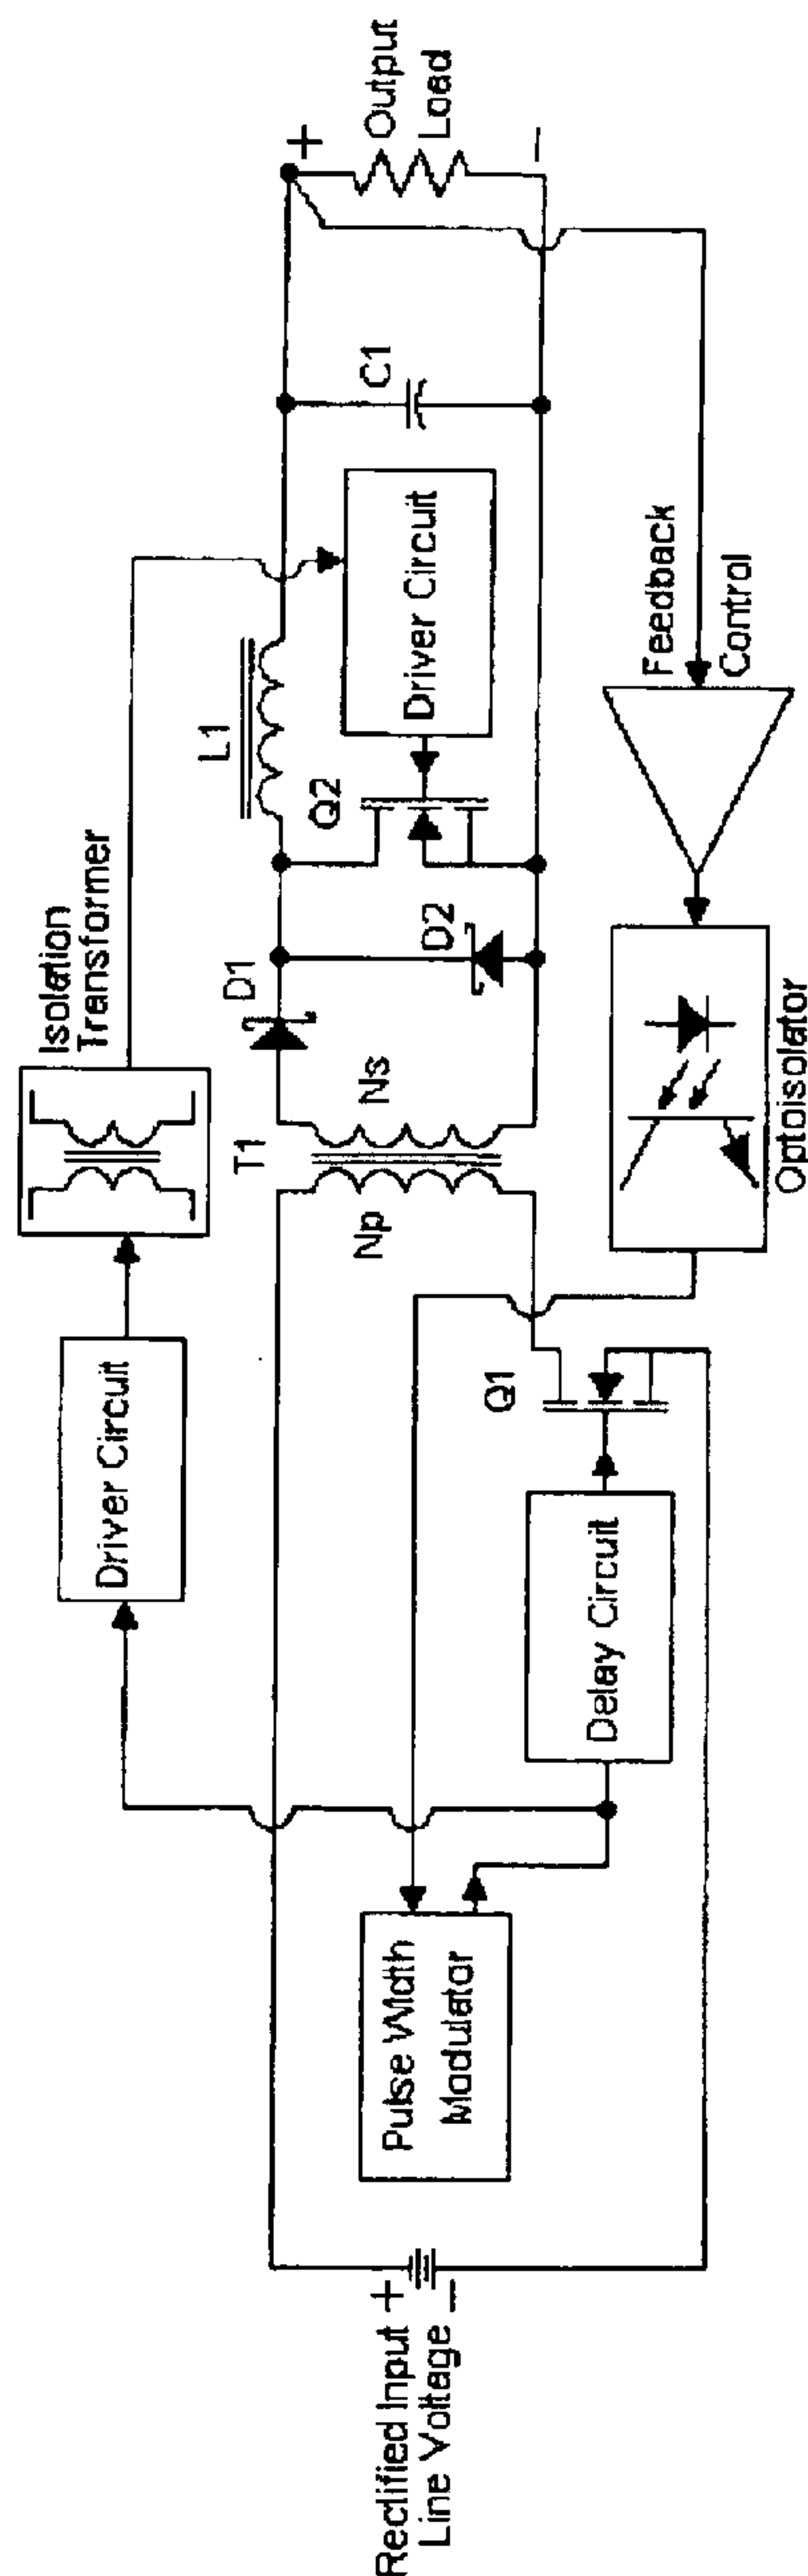 Isolation
Transformer
Driver Circuit
T1
D1
L1
Np
Ns
D2
Q2
Driver Circuit
C1
+
Output
Load
−
Rectified Input +
Line Voltage −
Pulse Width
Modulator
Delay Circuit
Q1
Optoisolator
Feedback
Control